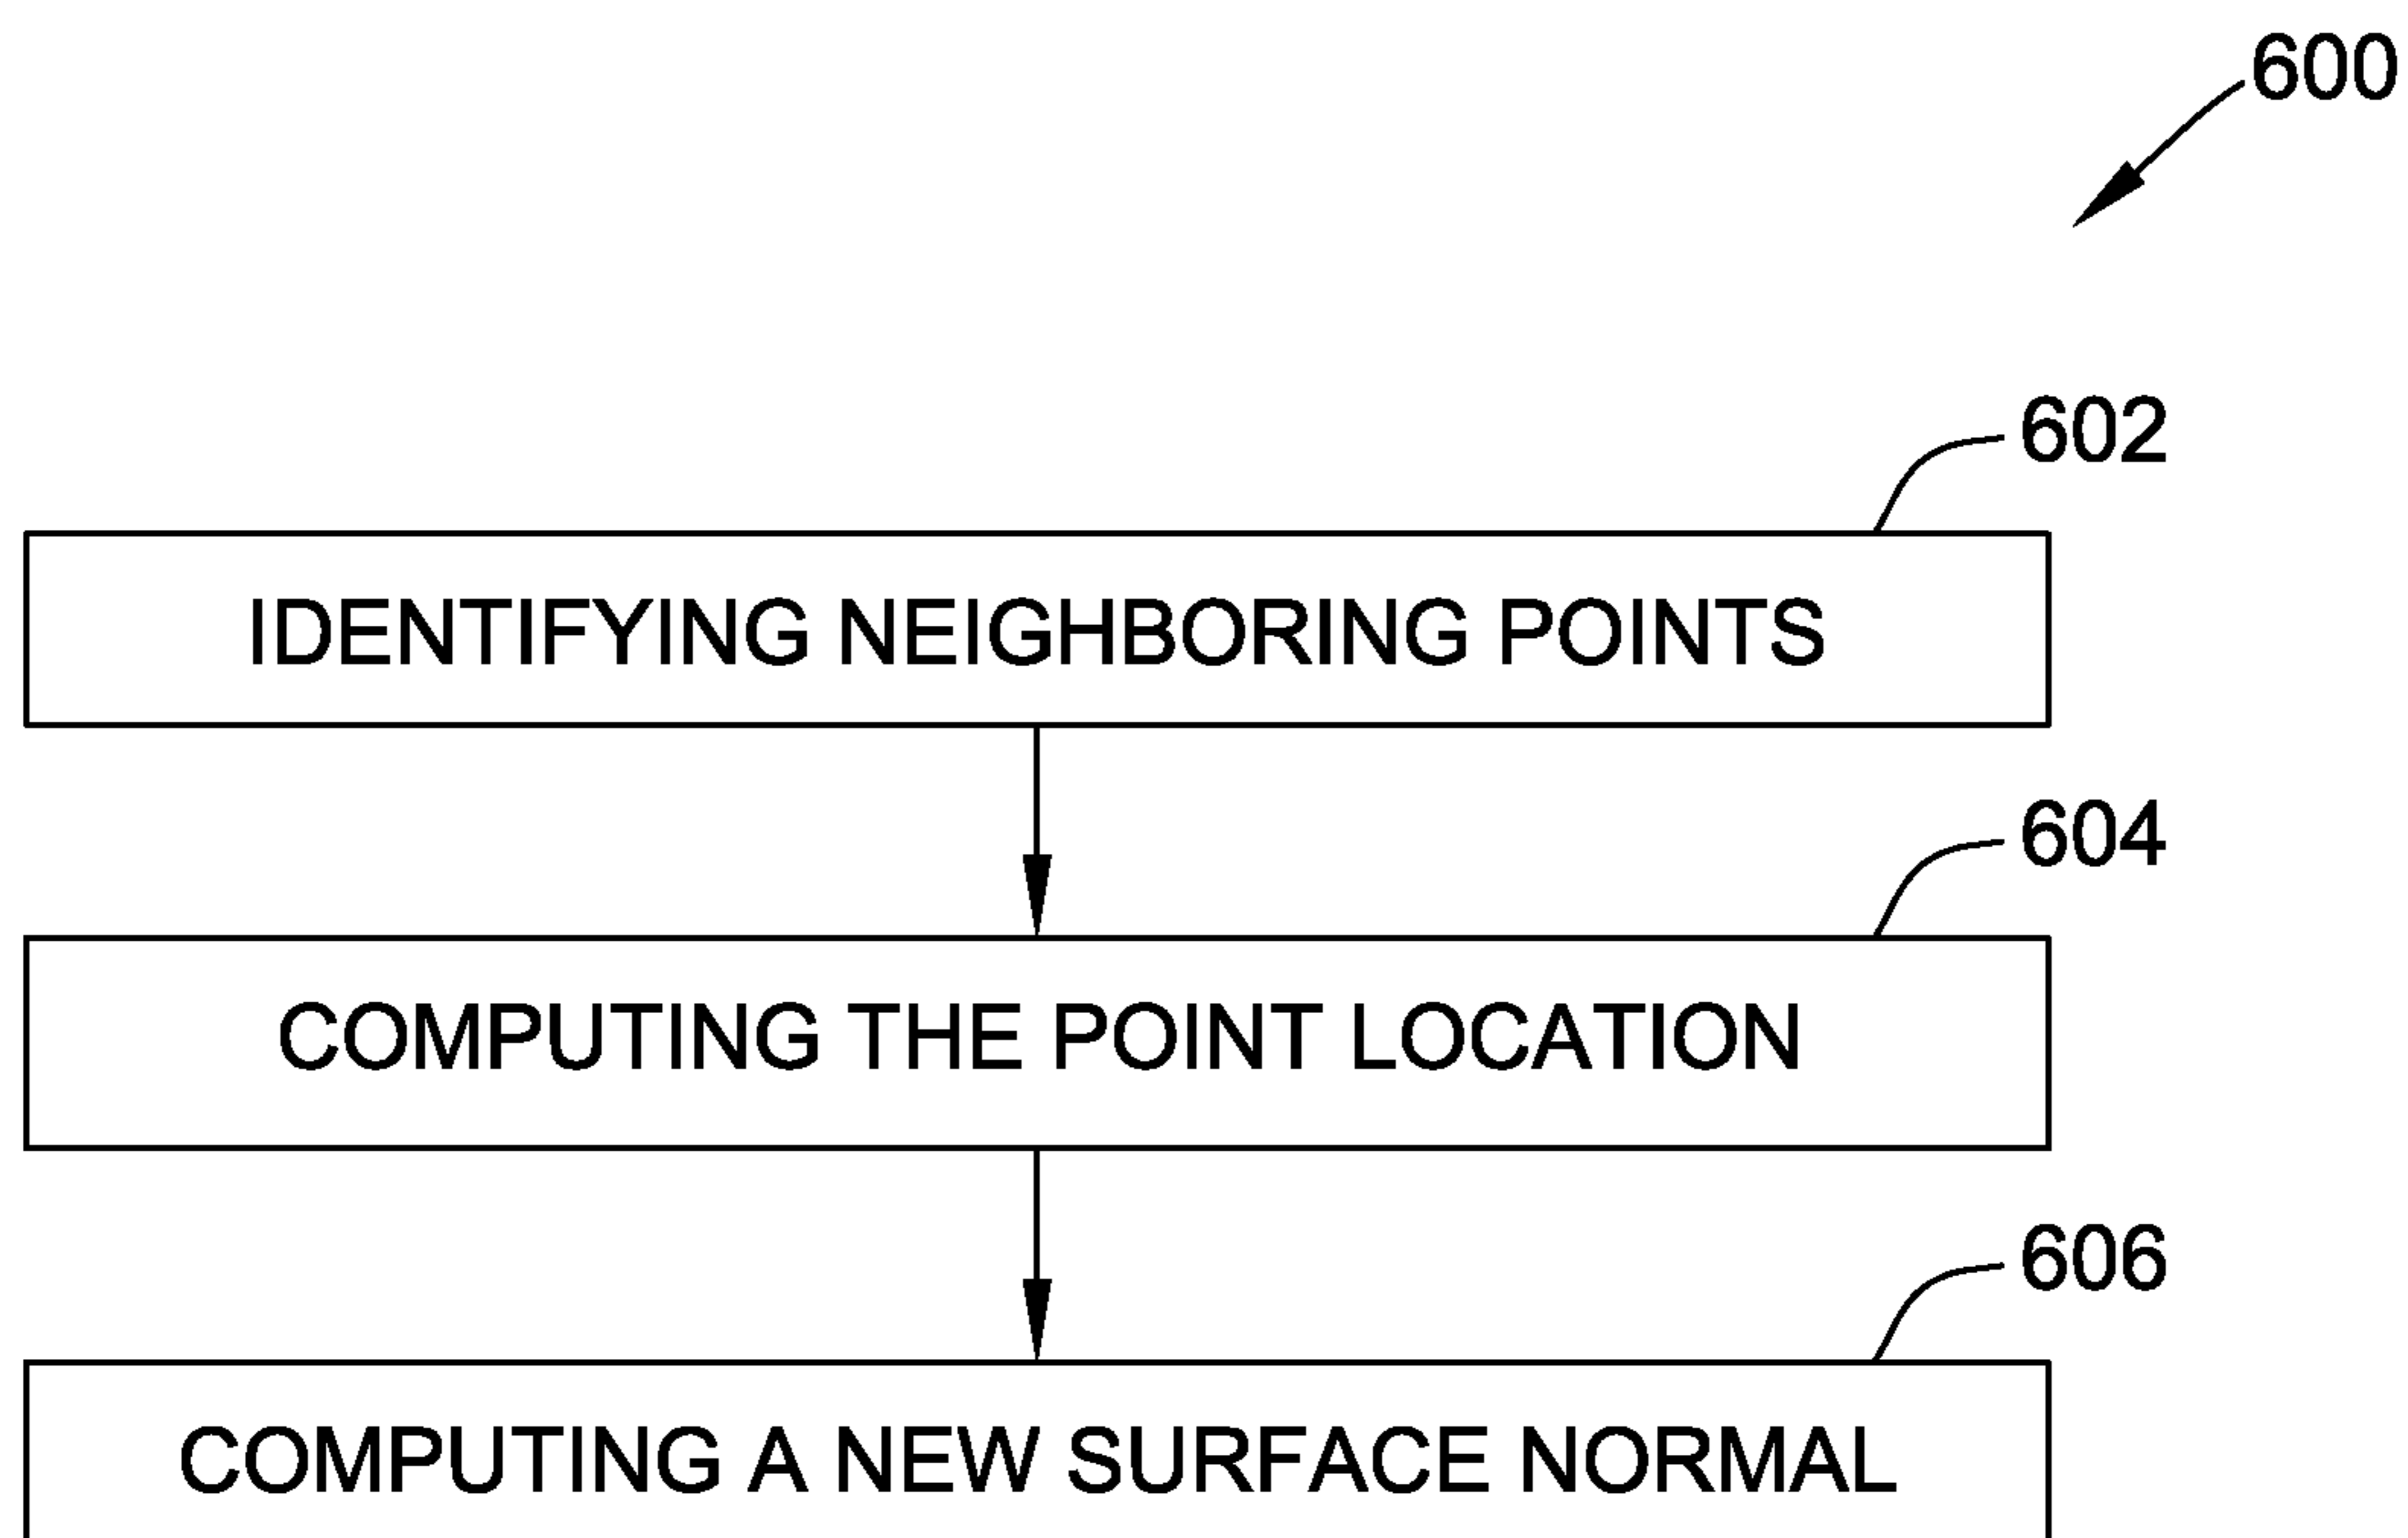 600
602
IDENTIFYING NEIGHBORING POINTS
604
COMPUTING THE POINT LOCATION
606
COMPUTING A NEW SURFACE NORMAL